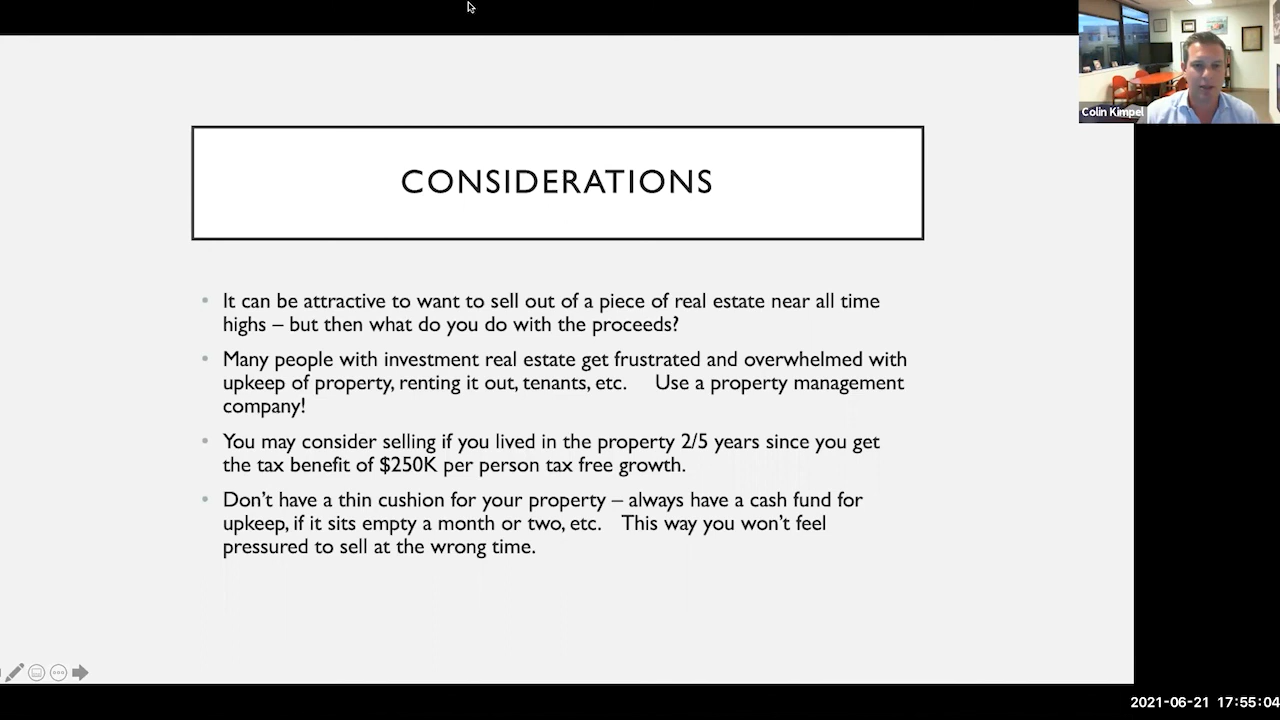 Colin Kimpel
CONSIDERATIONS
• It can be attractive to want to sell out of a piece of real estate near all time
highs – but then what do you do with the proceeds?
• Many people with investment real estate get frustrated and overwhelmed with
upkeep of property, renting it out, tenants, etc. Use a property management
company!
• You may consider selling if you lived in the property 2/5 years since you get
the tax benefit of $250K per person tax free growth.
• Don’t have a thin cushion for your property – always have a cash fund for
upkeep, if it sits empty a month or two, etc. This way you won’t feel
pressured to sell at the wrong time.
2021-06-21 17:55:04